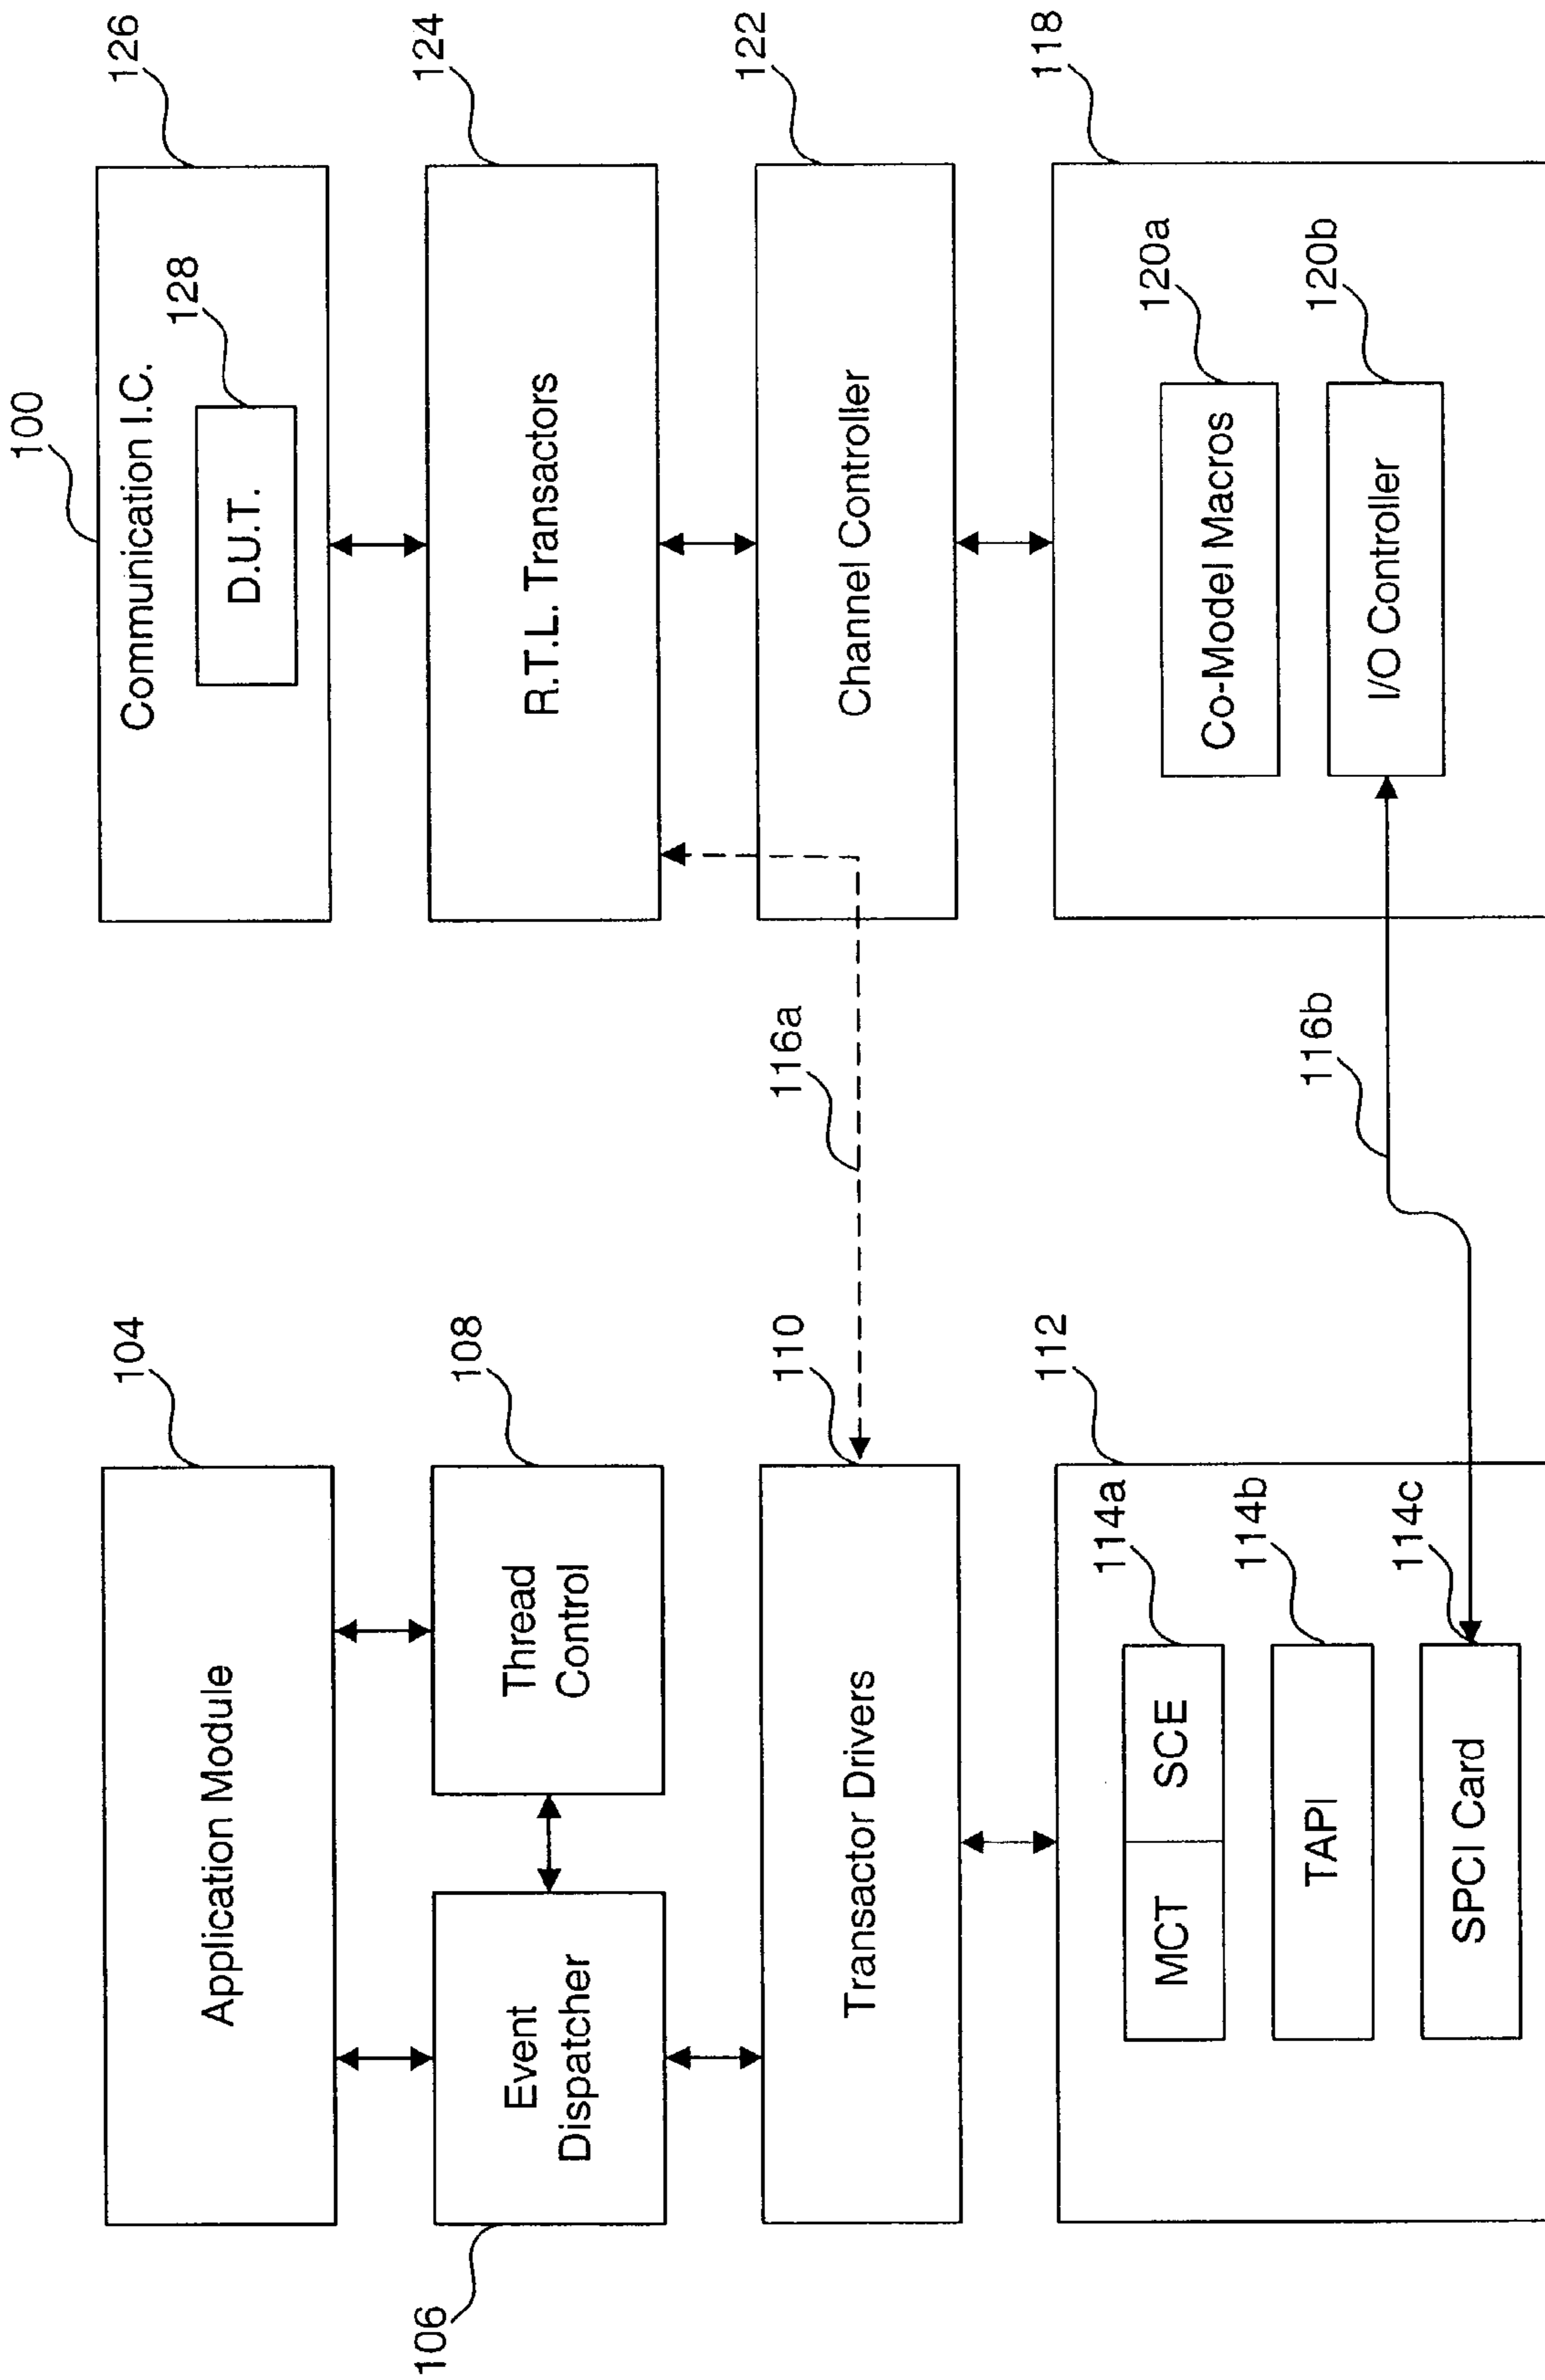 100
Application Module
104
Event
Dispatcher
106
Thread
Control
108
Transactor Drivers
110
112
MCT
SCE
114a
TAPI
114b
SPCI Card
114c
116a
116b
Communication I.C.
126
D.U.T.
128
R.T.L. Transactors
124
Channel Controller
122
118
Co-Model Macros
120a
I/O Controller
120b